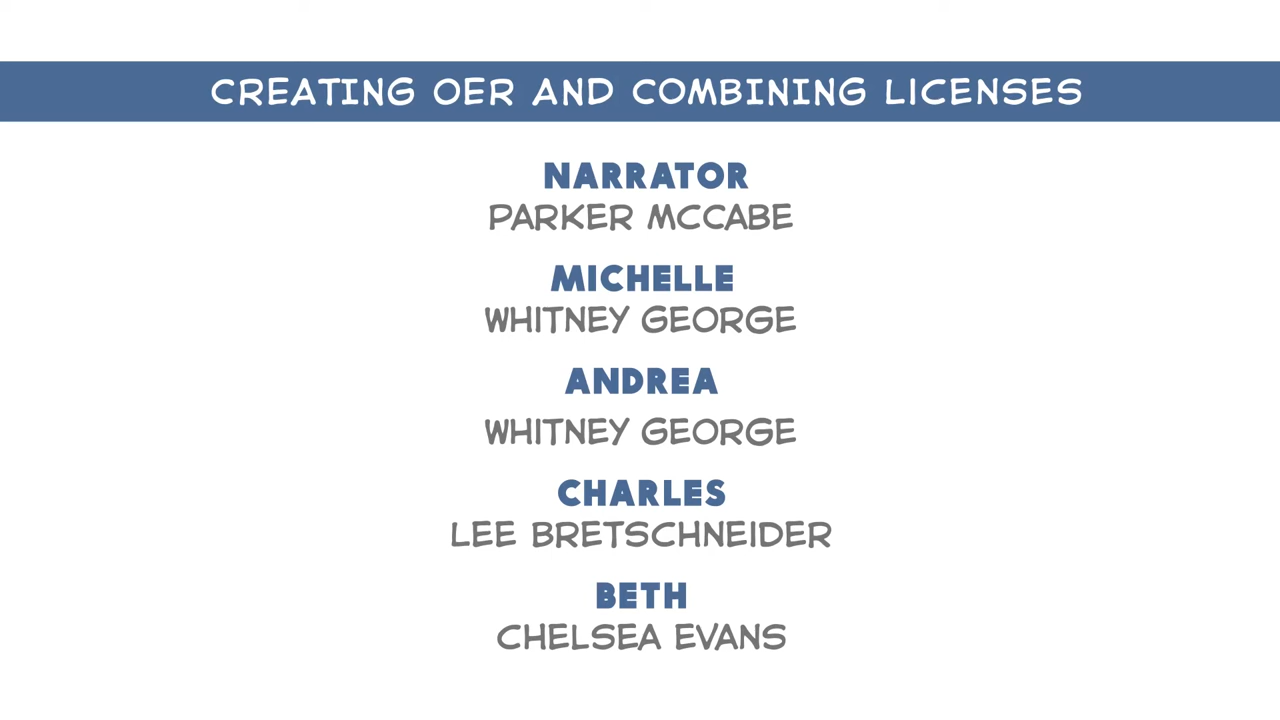 CREATING OER AND COMBINING LICENSES
NARRATOR
PARKER MCCABE
MICHELLE
WHITNEY GEORGE
ANDREA
WHITNEY GEORGE
CHARLES
LEE BRETSCHNEIDER
BETH
CHELSEA EVANS